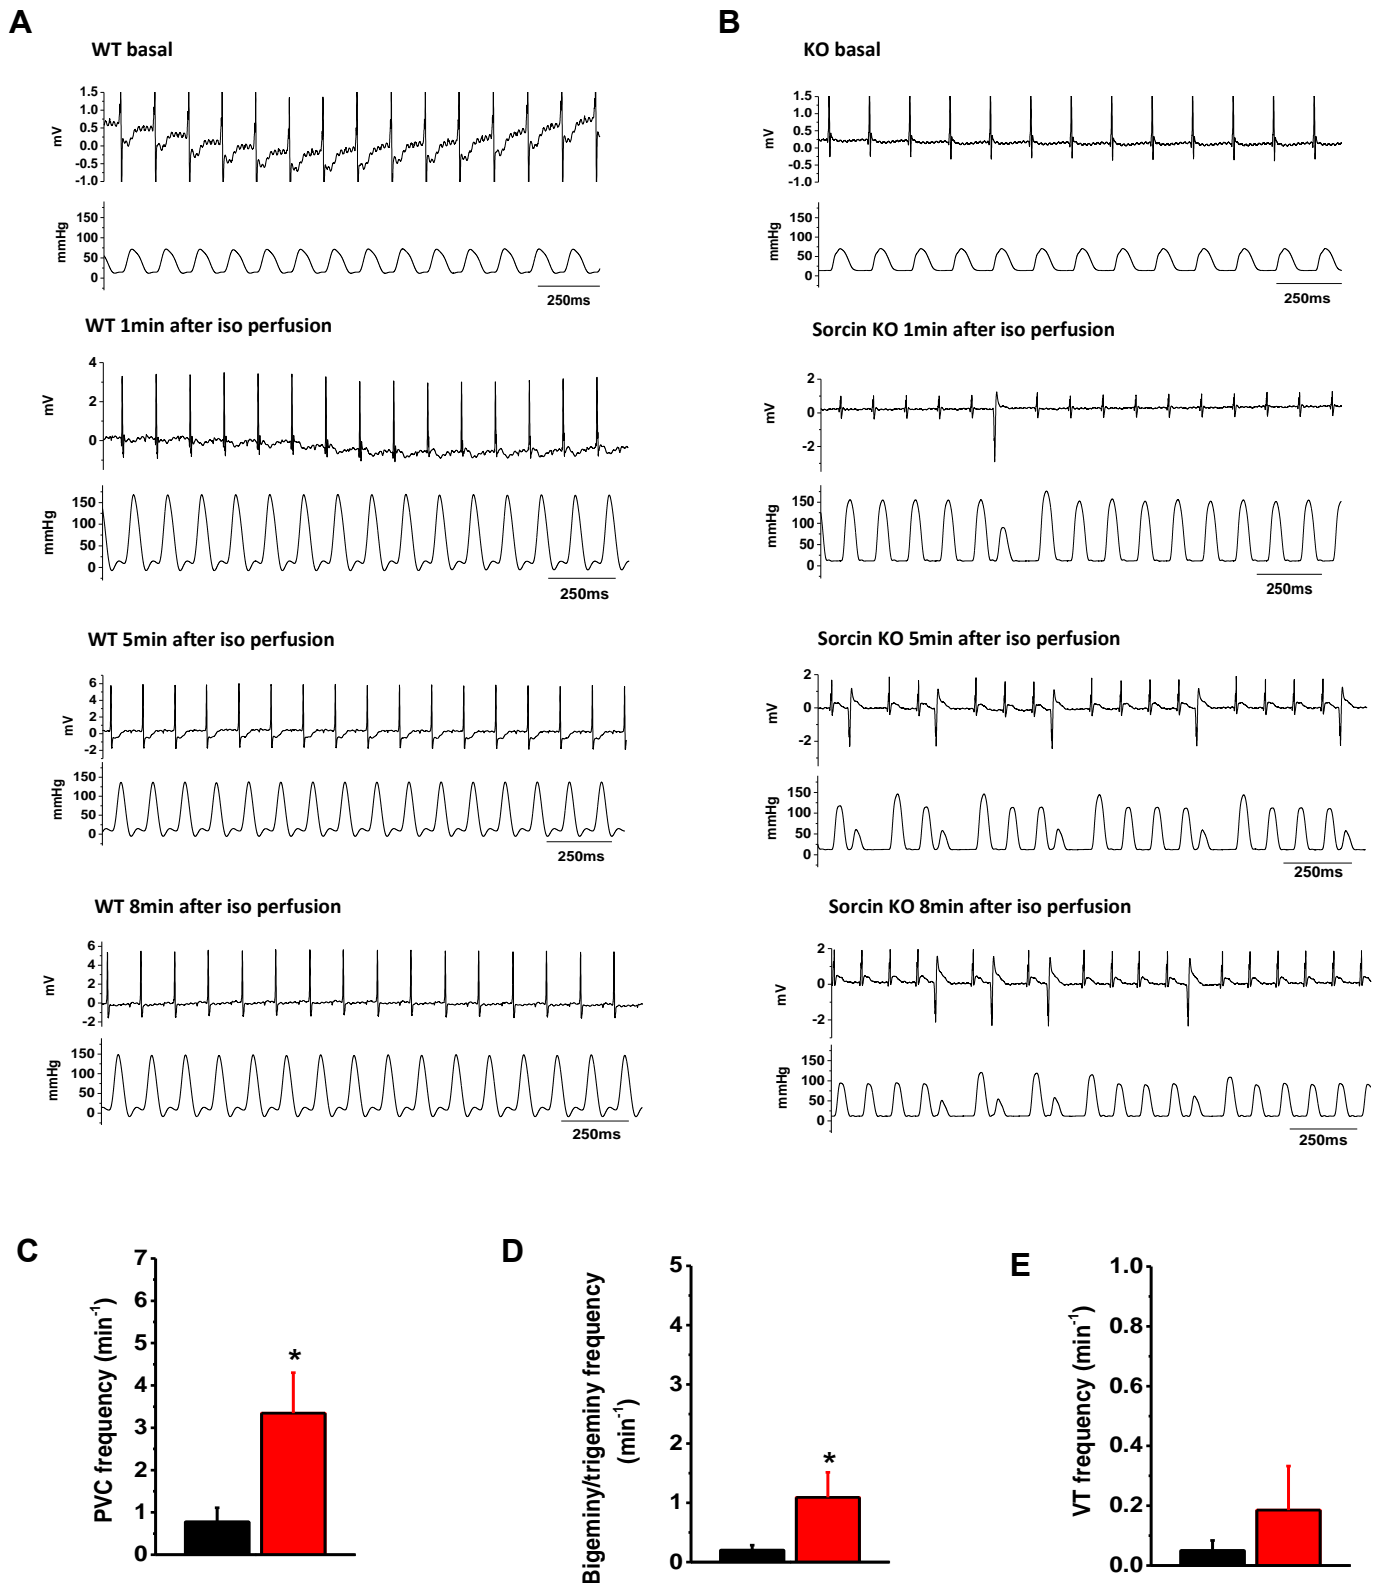 A
WT basal
1.5
1.0
0.5
0.0
-0.5
-1.0
mV
150
100
50
0
mmHg
250ms
WT 1min after iso perfusion
4
2
0
mV
150
100
50
0
mmHg
250ms
WT 5min after iso perfusion
6
4
2
0
-2
mV
150
100
50
0
mmHg
250ms
WT 8min after iso perfusion
6
4
2
0
-2
mV
150
100
50
0
mmHg
250ms
B
KO basal
1.5
1.0
0.5
0.0
-0.5
-1.0
mV
150
100
50
0
mmHg
250ms
Sorcin KO 1min after iso perfusion
2
0
-2
mV
150
100
50
0
mmHg
250ms
Sorcin KO 5min after iso perfusion
2
0
-2
mV
150
100
50
0
mmHg
250ms
Sorcin KO 8min after iso perfusion
2
0
-2
mV
150
100
50
0
mmHg
250ms
C
7
6
5
4
3
2
1
0
PVC frequency (min⁻¹)
*
D
5
4
3
2
1
0
Bigeminy/trigeminy frequency
(min⁻¹)
*
E
1.0
0.8
0.6
0.4
0.2
0.0
VT frequency (min⁻¹)